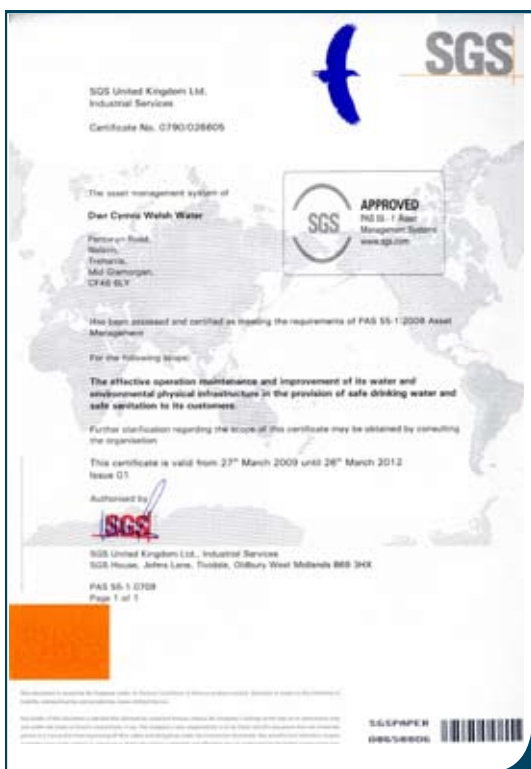 SGS
SGS United Kingdom Ltd.
Industrial Services
Certificate No. 0790/026605
The asset management system of
Dwr Cymru Welsh Water
SGS
APPROVED
PAS 55 - 1 Asset
Management Systems
www.sgs.com
Pentwyn Road,
Nelson,
Treharris,
Mid Glamorgan,
CF46 6LY
Has been assessed and certified as meeting the requirements of PAS 55-1:2008 Asset
Management
For the following scope:
The effective operation maintenance and improvement of its water and
environmental physical infrastructure in the provision of safe drinking water and
safe sanitation to its customers.
Further clarification regarding the scope of this certificate may be obtained by consulting
the organisation
This certificate is valid from 27th March 2009 until 26th March 2012
Issue 01
Authorised by
SGS
SGS United Kingdom Ltd., Industrial Services
SGS House, Johns Lane, Tividale, Oldbury West Midlands B69 3HX
PAS 55-1 0708
Page 1 of 1
SGSPAPER
08658806